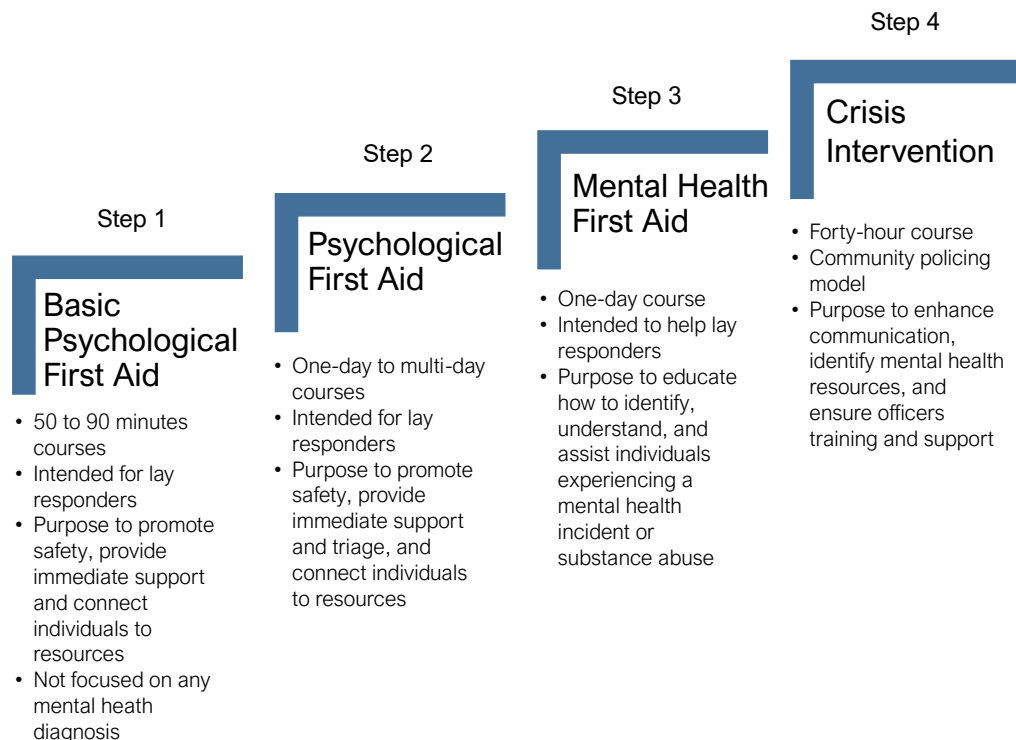 Step 1
Basic
Psychological
First Aid
• 50 to 90 minutes
courses
• Intended for lay
responders
• Purpose to promote
safety, provide
immediate support
and connect
individuals to
resources
• Not focused on any
mental heath
diagnosis
Step 2
Psychological
First Aid
• One-day to multi-day
courses
• Intended for lay
responders
• Purpose to promote
safety, provide
immediate support
and triage, and
connect individuals
to resources
Step 3
Mental Health
First Aid
• One-day course
• Intended to help lay
responders
• Purpose to educate
how to identify,
understand, and
assist individuals
experiencing a
mental health
incident or
substance abuse
Step 4
Crisis
Intervention
• Forty-hour course
• Community policing
model
• Purpose to enhance
communication,
identify mental health
resources, and
ensure officers
training and support